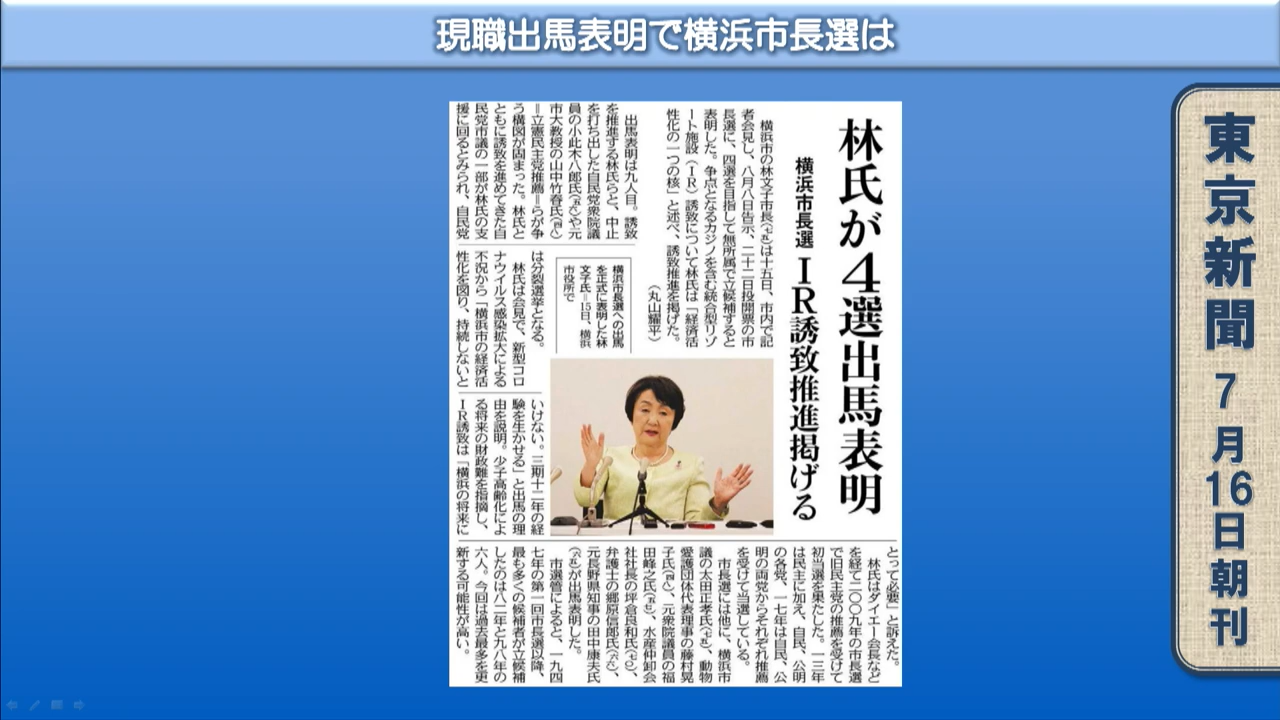 現職出馬表明で横浜市長選は
東京新聞 7月16日朝刊
林氏が4選出馬表明
横浜市長選 IR誘致推進掲げる
横浜市の林文子市長(七五)は十五日、市内で記
者会見し、八月八日告示、二十二日投開票の市
長選に、四選を目指して無所属で立候補すると
表明した。争点となるカジノを含む統合型リゾ
ート施設(IR)誘致について林氏は「経済活
性化の一つの核」と述べ、誘致推進を掲げた。
(丸山耀平)
出馬表明は九人目。誘致
を推進する林氏らと、中止
を打ち出した自民党衆院議
員の小此木八郎氏(五六)や元
市大教授の山中竹春氏(四八)
=立憲民主党推薦=らが争
う構図が固まった。林氏と
ともに誘致を進めてきた自
民党市議の一部が林氏の支
援に回るとみられ、自民党
は分裂選挙となる。
林氏は会見で、新型コロ
ナウイルス感染拡大による
不況から「横浜市の経済活
性化を図り、持続しないと
いけない。三期十二年の経
験を生かせる」と出馬の理
由を説明。少子高齢化によ
る将来の財政難を指摘し、
IR誘致は「横浜の将来に
とって必要」と訴えた。
林氏はダイエー会長など
を経て二〇〇九年の市長選
で旧民主党の推薦を受けて
初当選を果たした。一三年
は民主に加え、自民、公明
の各党、一七年は自民、公
明の両党からそれぞれ推薦
を受けて当選している。
市長選には他に、横浜市
議の太田正孝氏(七五)、動物
愛護団体代表理事の藤村晃
子氏(四八)、元衆院議員の福
田峰之氏(五七)、水産仲卸会
社社長の坪倉良和氏(七〇)、
弁護士の郷原信郎氏(六六)、
元長野県知事の田中康夫氏
(六五)が出馬表明した。
市選管によると、一九四
七年の第一回市長選以降、
最も多くの候補者が立候補
したのは八二年と九八年の
六人。今回は過去最多を更
新する可能性が高い。
横浜市長選への出馬
を正式に表明した林
文子氏=15日、横浜
市役所で